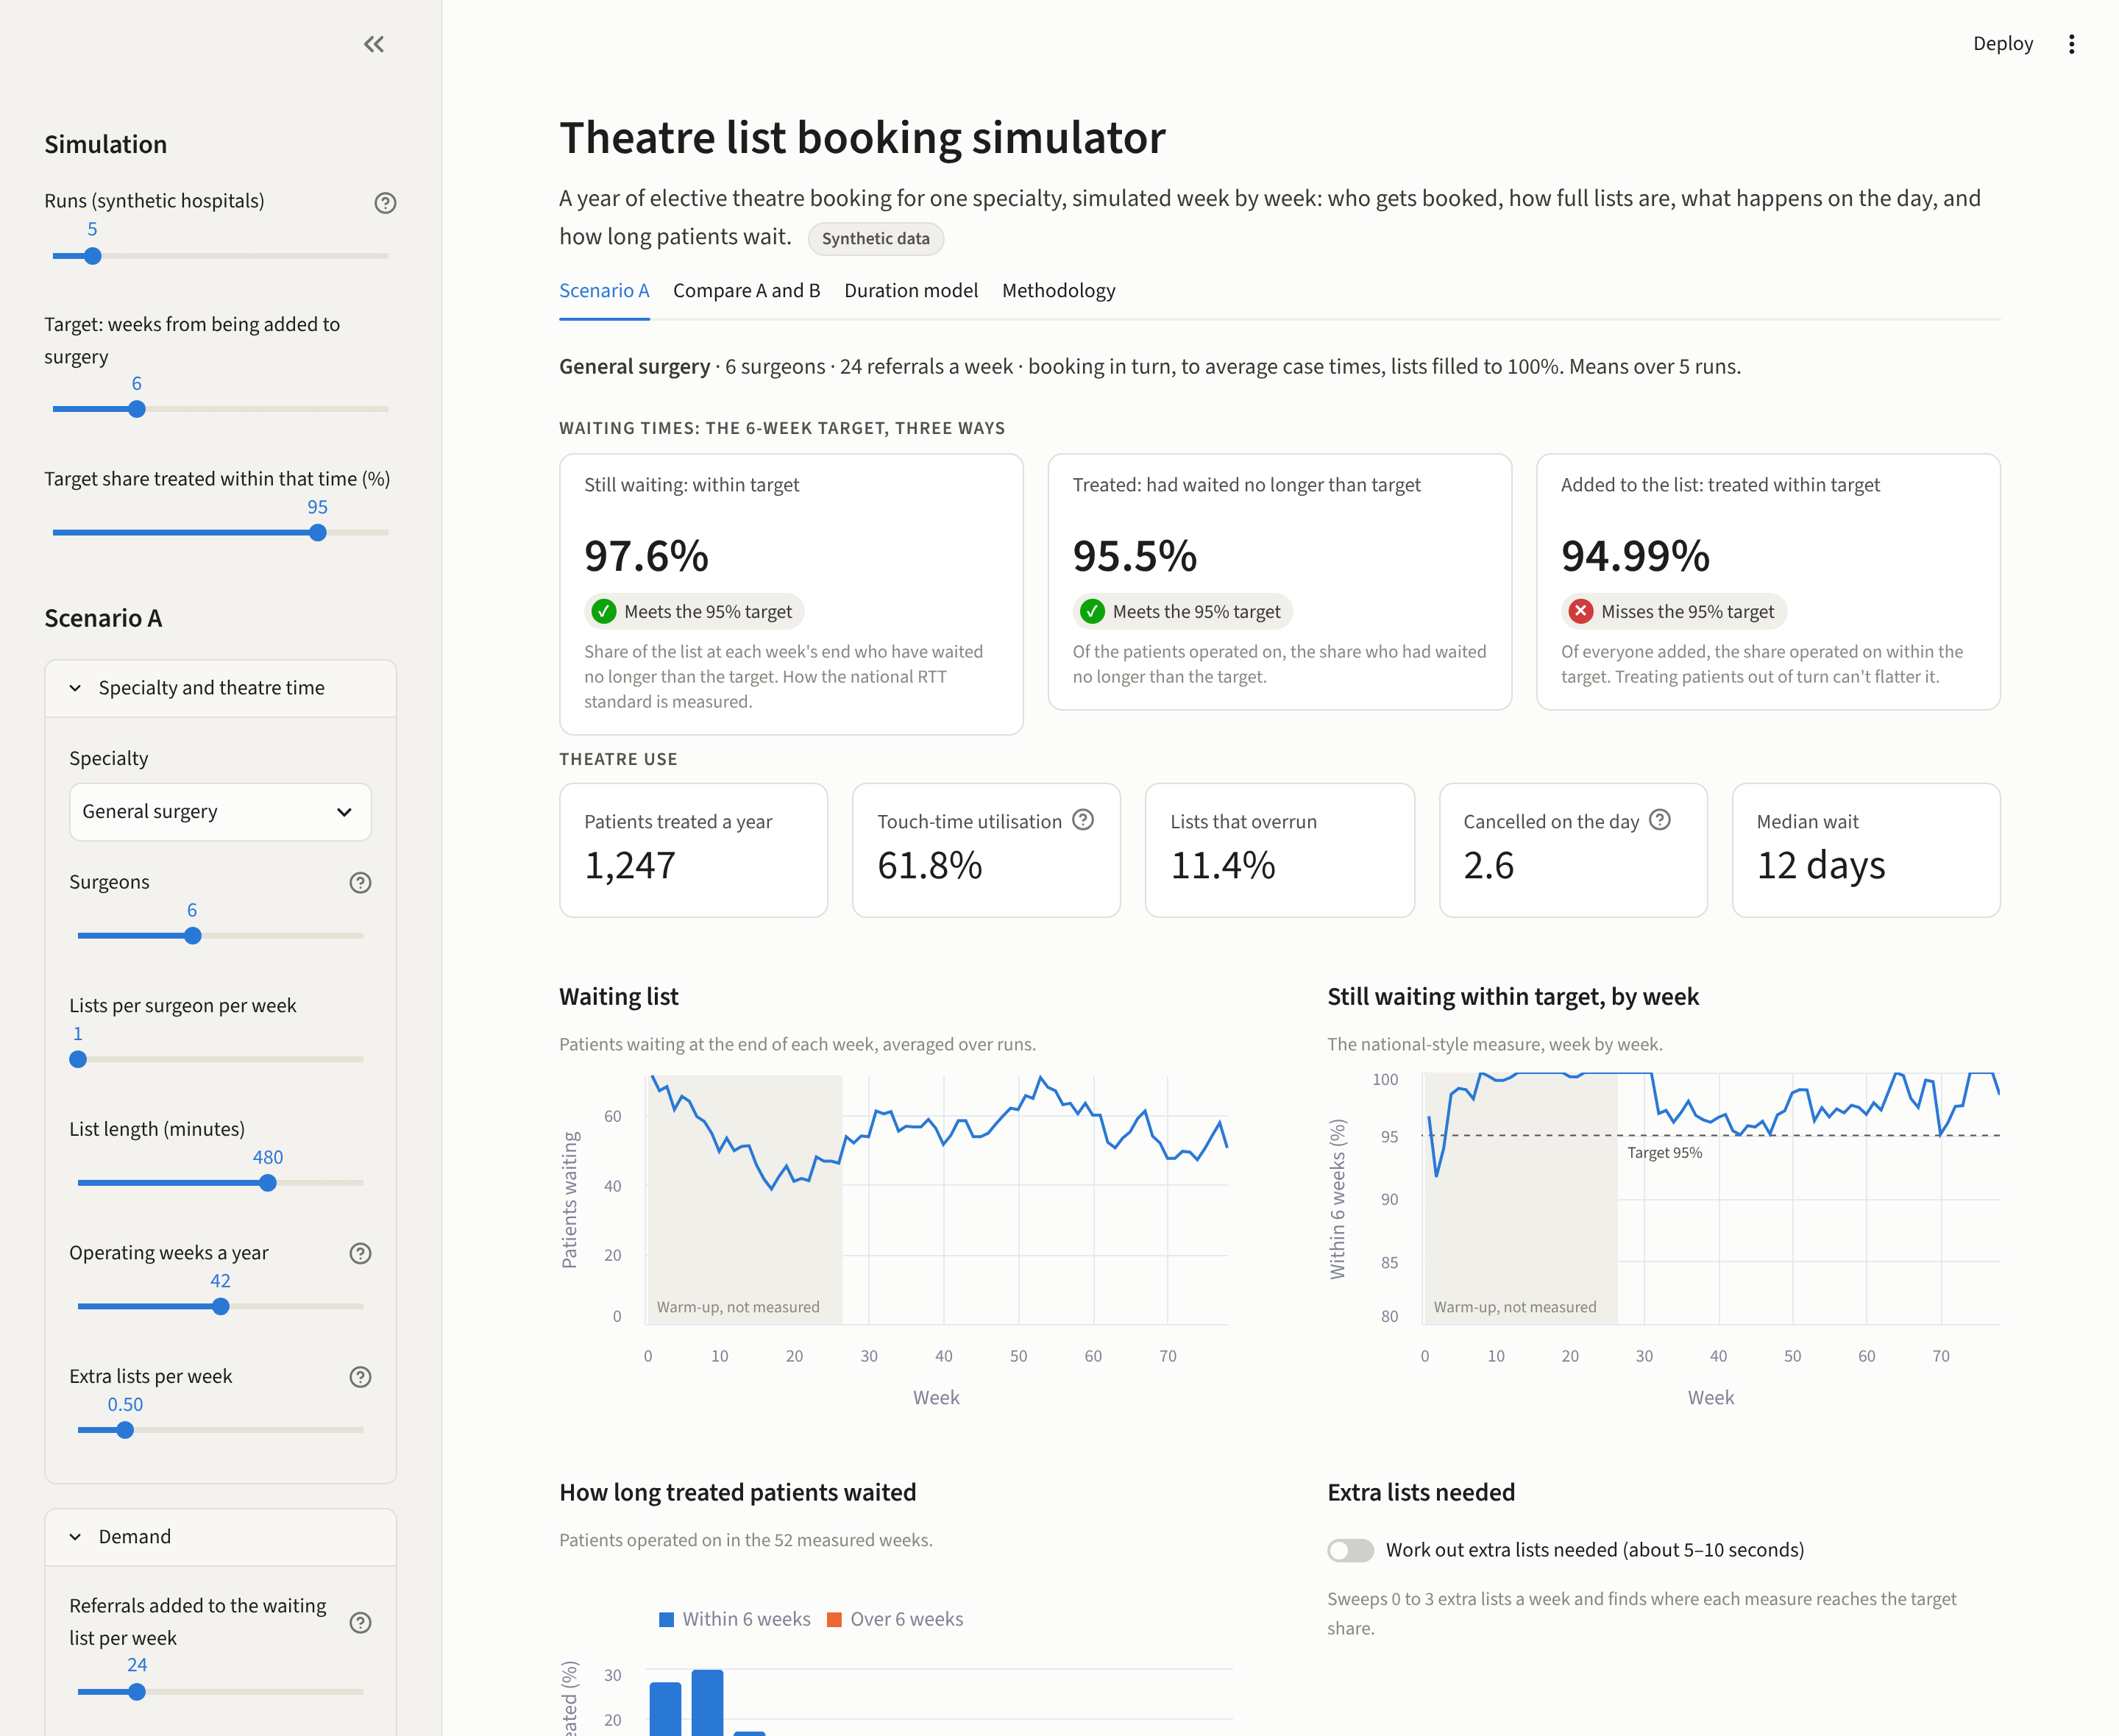 Deploy
Simulation
Runs (synthetic hospitals)
5
Target: weeks from being added to
surgery
6
Target share treated within that time (%)
95
Scenario A
Specialty and theatre time
Specialty
General surgery
Surgeons
6
Lists per surgeon per week
1
List length (minutes)
480
Operating weeks a year
42
Extra lists per week
0.50
Demand
Referrals added to the waiting
list per week
24
Theatre list booking simulator
A year of elective theatre booking for one specialty, simulated week by week: who gets booked, how full lists are, what happens on the day, and
how long patients wait. Synthetic data
Scenario A Compare A and B Duration model Methodology
General surgery · 6 surgeons · 24 referrals a week · booking in turn, to average case times, lists filled to 100%. Means over 5 runs.
WAITING TIMES: THE 6-WEEK TARGET, THREE WAYS
Still waiting: within target
97.6%
Meets the 95% target
Share of the list at each week's end who have waited
no longer than the target. How the national RTT
standard is measured.
Treated: had waited no longer than target
95.5%
Meets the 95% target
Of the patients operated on, the share who had waited
no longer than the target.
Added to the list: treated within target
94.99%
Misses the 95% target
Of everyone added, the share operated on within the
target. Treating patients out of turn can't flatter it.
THEATRE USE
Patients treated a year
1,247
Touch-time utilisation
61.8%
Lists that overrun
11.4%
Cancelled on the day
2.6
Median wait
12 days
Waiting list
Patients waiting at the end of each week, averaged over runs.
Patients waiting
60
40
20
0
Warm-up, not measured
0 10 20 30 40 50 60 70
Week
Still waiting within target, by week
The national-style measure, week by week.
Within 6 weeks (%)
100
95
90
85
80
Target 95%
Warm-up, not measured
0 10 20 30 40 50 60 70
Week
How long treated patients waited
Patients operated on in the 52 measured weeks.
Within 6 weeks Over 6 weeks
30
20
Extra lists needed
Work out extra lists needed (about 5–10 seconds)
Sweeps 0 to 3 extra lists a week and finds where each measure reaches the target
share.